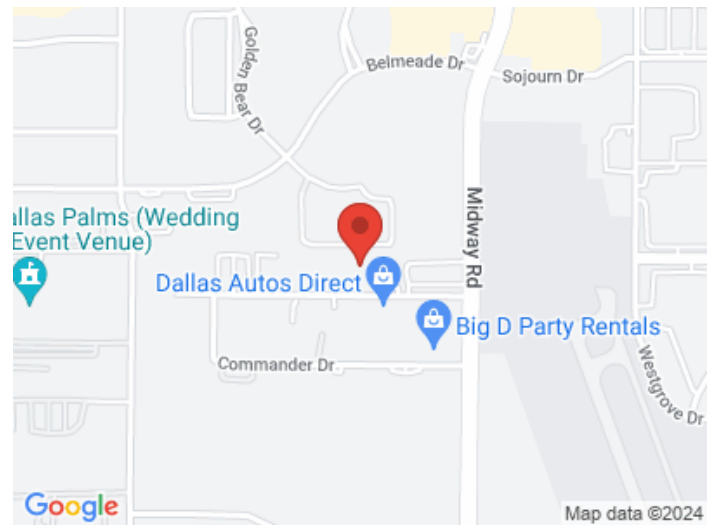 Golden
Bear Dr
Belmeade Dr
Sojourn Dr
allas Palms (Wedding
Event Venue)
Midway Rd
Dallas Autos Direct
Big D Party Rentals
Commander Dr
Westgrove Dr
Google
Map data ©2024